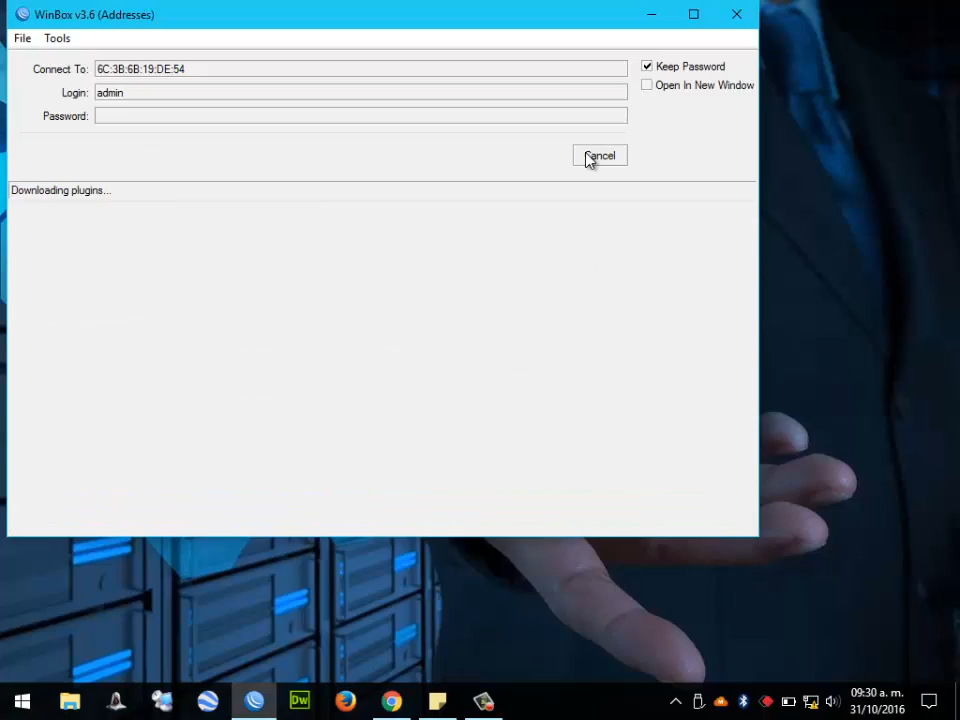 WinBox v3.6 (Addresses)
File Tools
Connect To: 6C:3B:6B:19:DE:54
Keep Password
Open In New Window
Login: admin
Password:
Cancel
Downloading plugins...
Dw
09:30 a. m.
31/10/2016